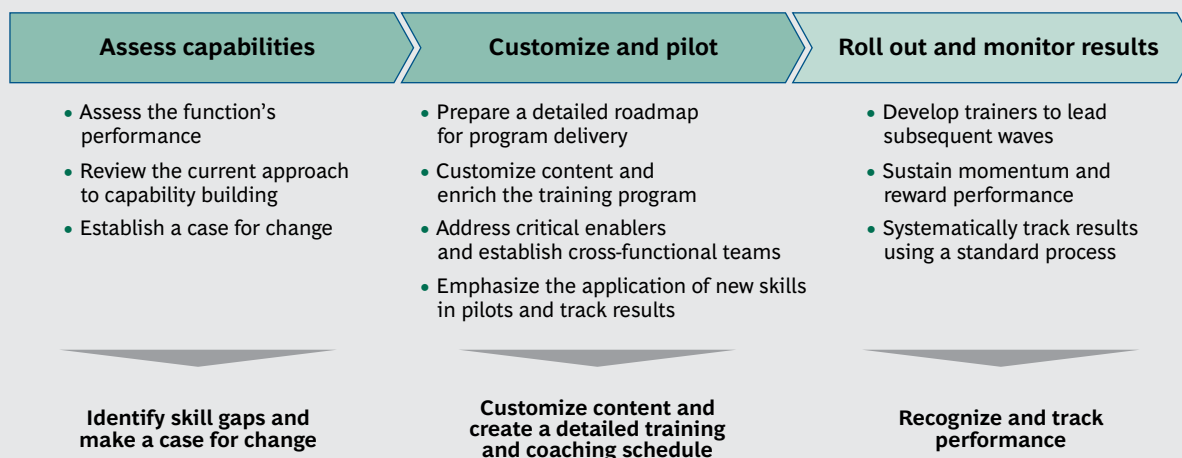 Assess capabilities
• Assess the function’s
performance
• Review the current approach
to capability building
• Establish a case for change
Identify skill gaps and
make a case for change
Customize and pilot
• Prepare a detailed roadmap
for program delivery
• Customize content and
enrich the training program
• Address critical enablers
and establish cross-functional teams
• Emphasize the application of new skills
in pilots and track results
Customize content and
create a detailed training
and coaching schedule
Roll out and monitor results
• Develop trainers to lead
subsequent waves
• Sustain momentum and
reward performance
• Systematically track results
using a standard process
Recognize and track
performance